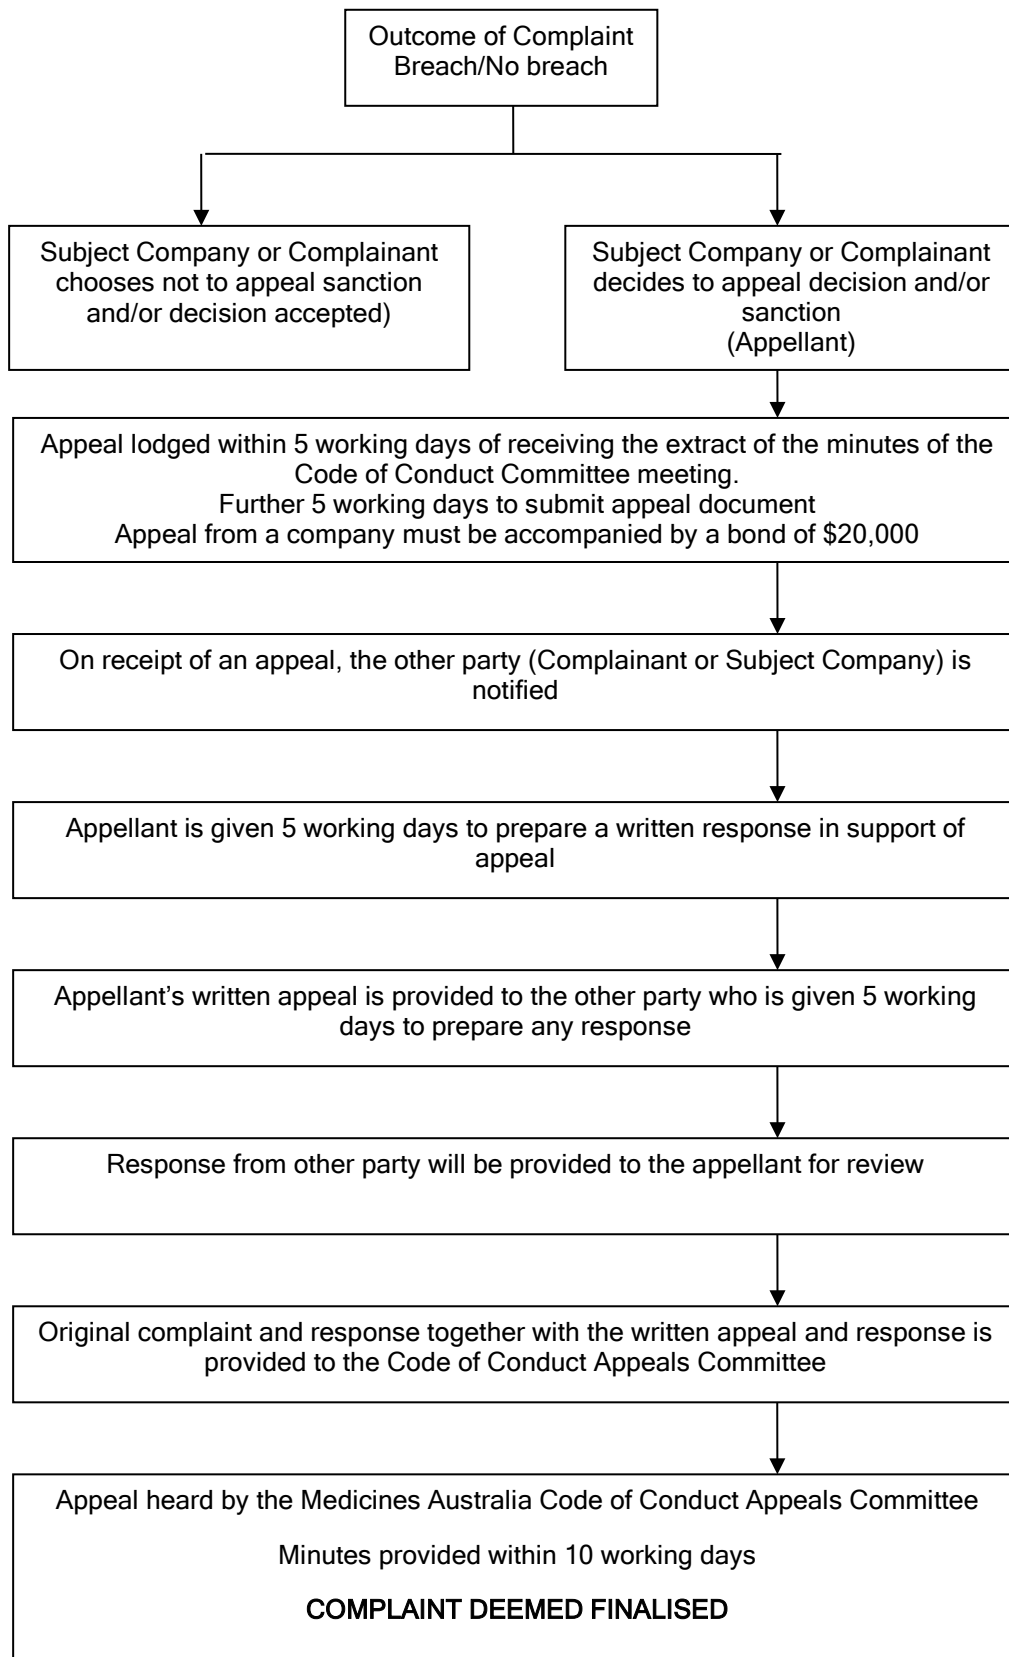 Outcome of Complaint
Breach/No breach
Subject Company or Complainant
chooses not to appeal sanction
and/or decision accepted)
Subject Company or Complainant
decides to appeal decision and/or
sanction
(Appellant)
Appeal lodged within 5 working days of receiving the extract of the minutes of the
Code of Conduct Committee meeting.
Further 5 working days to submit appeal document
Appeal from a company must be accompanied by a bond of $20,000
On receipt of an appeal, the other party (Complainant or Subject Company) is
notified
Appellant is given 5 working days to prepare a written response in support of
appeal
Appellant’s written appeal is provided to the other party who is given 5 working
days to prepare any response
Response from other party will be provided to the appellant for review
Original complaint and response together with the written appeal and response is
provided to the Code of Conduct Appeals Committee
Appeal heard by the Medicines Australia Code of Conduct Appeals Committee
Minutes provided within 10 working days
COMPLAINT DEEMED FINALISED